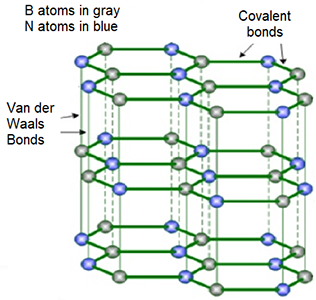 B atoms in gray
N atoms in blue
Covalent
bonds
Van der
Waals
Bonds